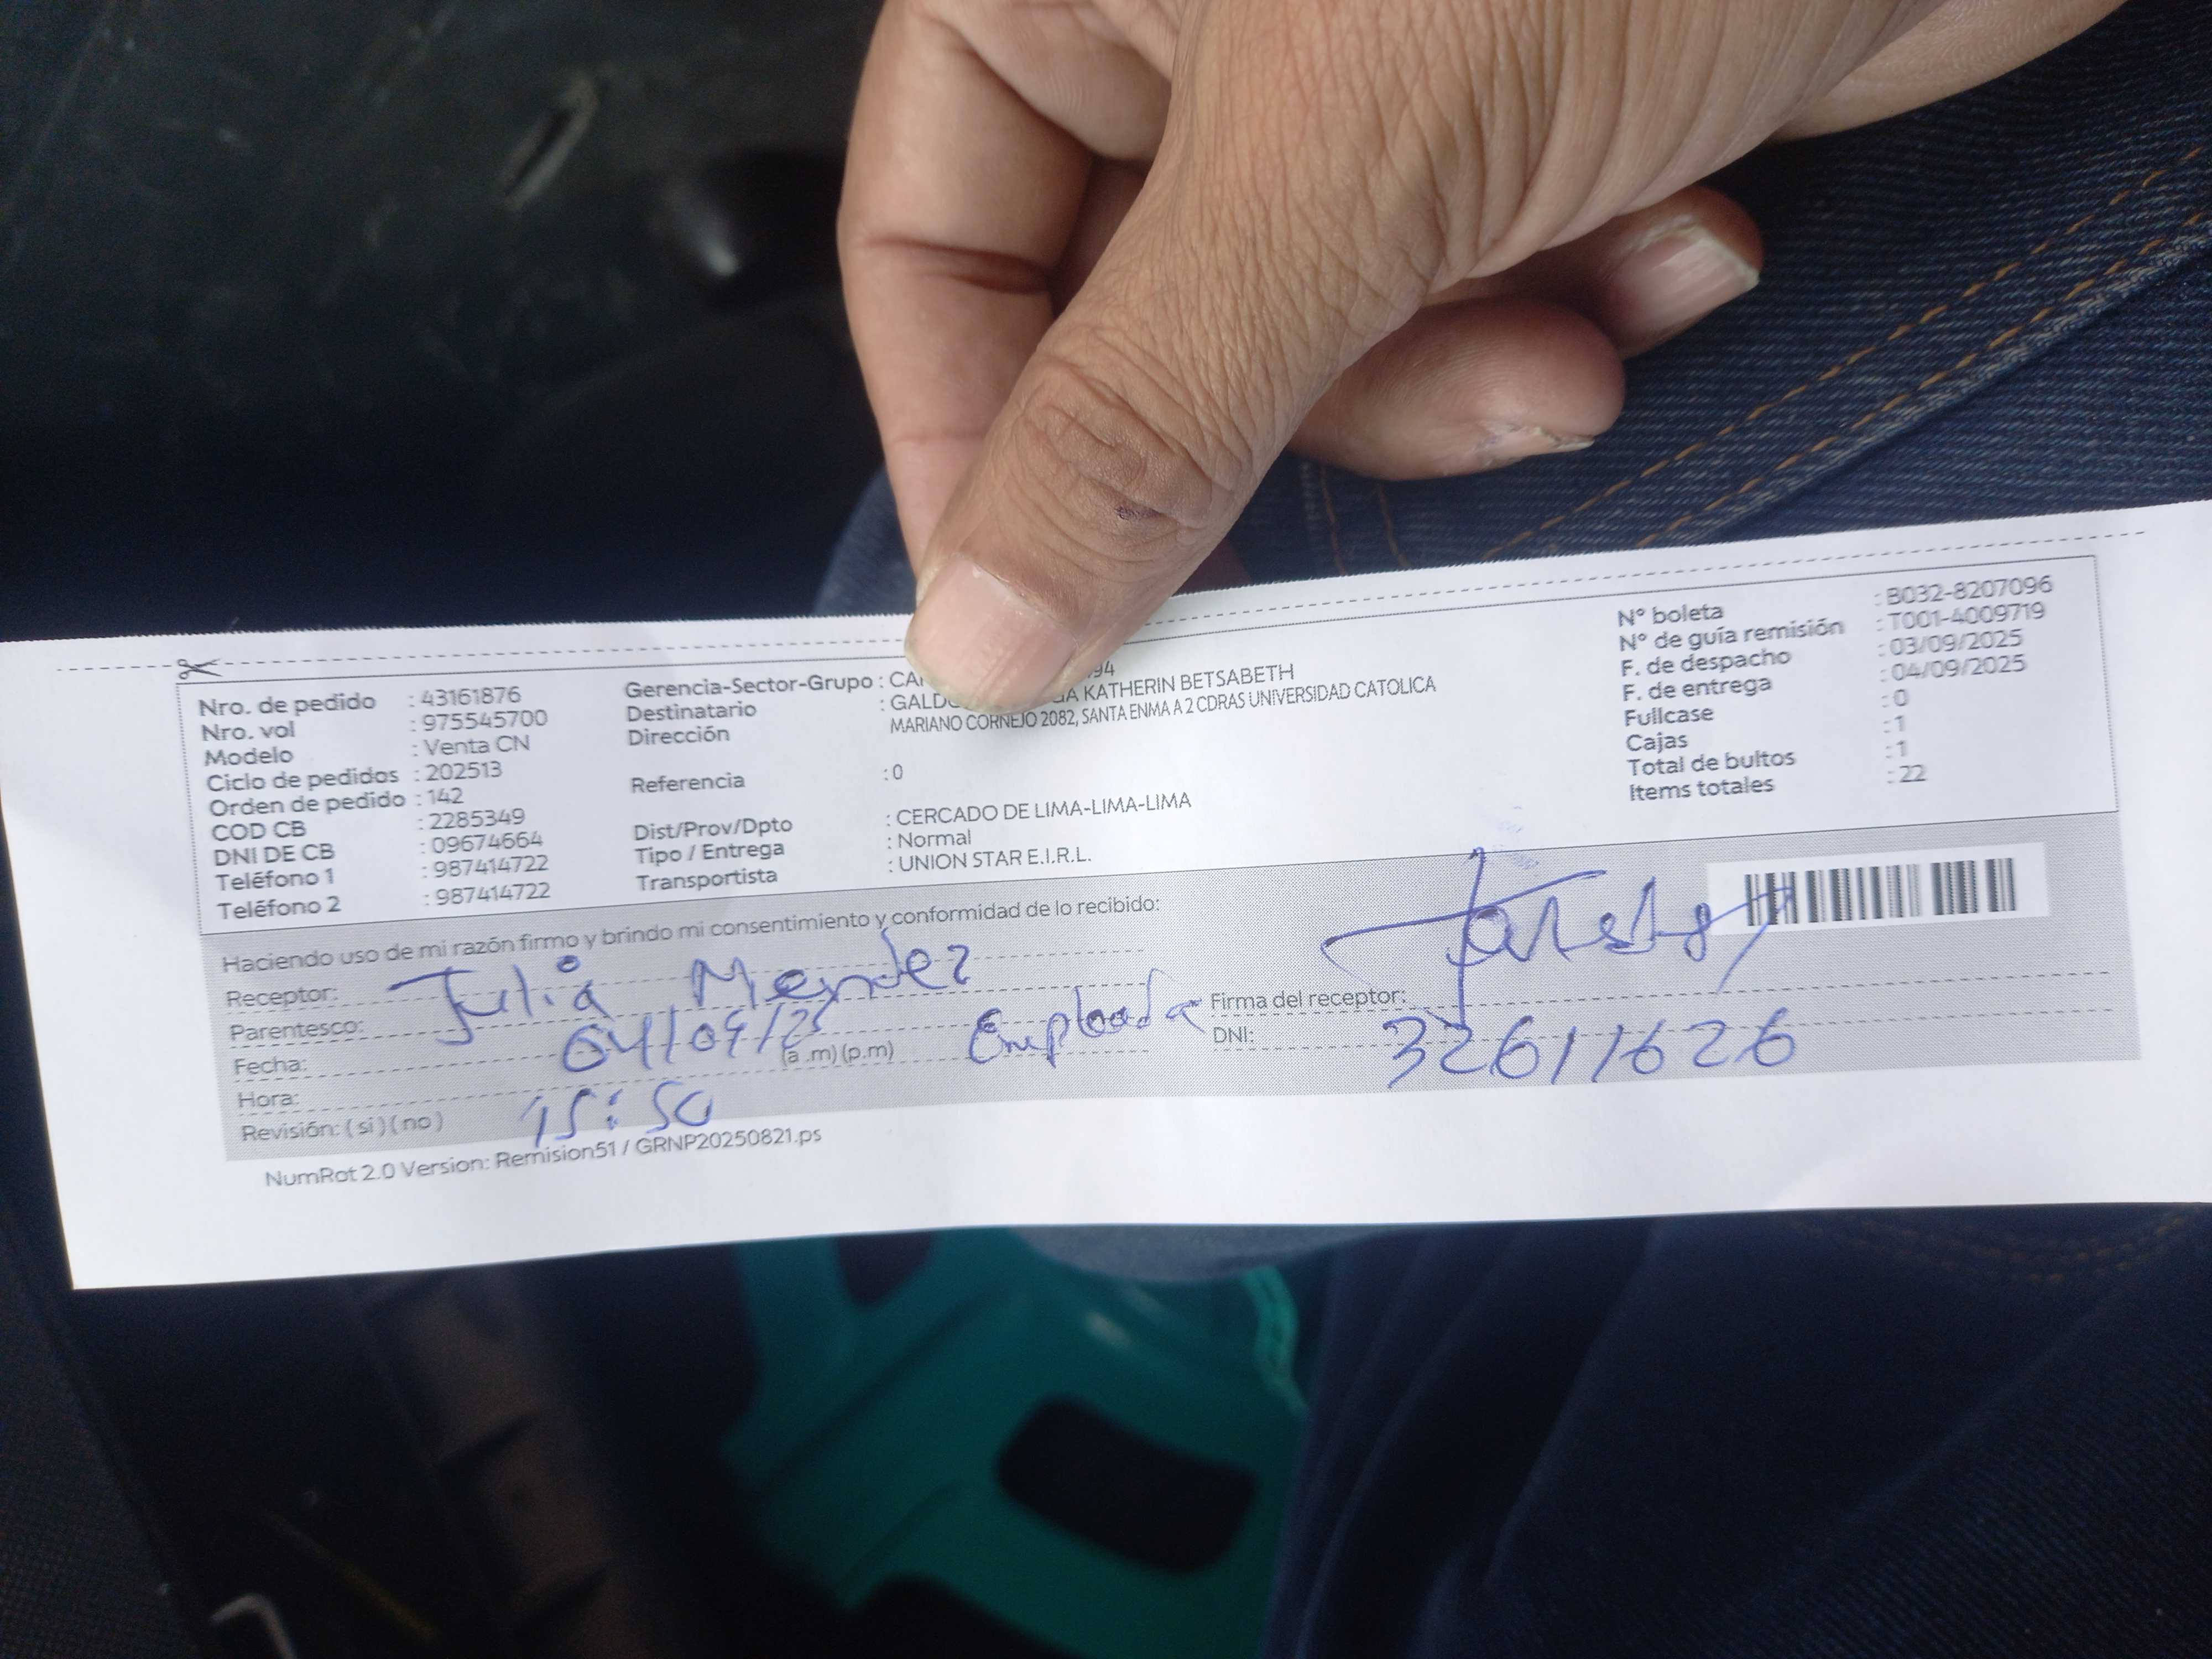 Nro. de pedido : 43161876
Nro. vol : 975545700
Modelo : Venta CN
Ciclo de pedidos : 202513
Orden de pedido : 142
COD CB : 2285349
DNI DE CB : 09674664
Teléfono 1 : 987414722
Teléfono 2 : 987414722
Gerencia-Sector-Grupo :
Destinatario : KATHERIN BETSABETH
Dirección MARIANO CORNEJO 2082, SANTA ENMA A 2 CDRAS UNIVERSIDAD CATOLICA
Referencia : 0
Dist/Prov/Dpto : CERCADO DE LIMA-LIMA-LIMA
Tipo / Entrega : Normal
Transportista : UNION STAR E.I.R.L.
N° boleta : B032-8207096
N° de guía remisión : T001-4009719
F. de despacho : 03/09/2025
F. de entrega : 04/09/2025
Fullcase : 0
Cajas : 1
Total de bultos : 1
Items totales : 22
Haciendo uso de mi razón firmo y brindo mi consentimiento y conformidad de lo recibido:
Receptor: Julia Mendez
Parentesco: Empleada
Fecha: 04/09/25
Hora: 15:50 (a .m) (p.m)
Revisión: ( si ) ( no )
Firma del receptor:
DNI: 32611626
NumRot 2.0 Version: Remision51 / GRNP20250821.ps